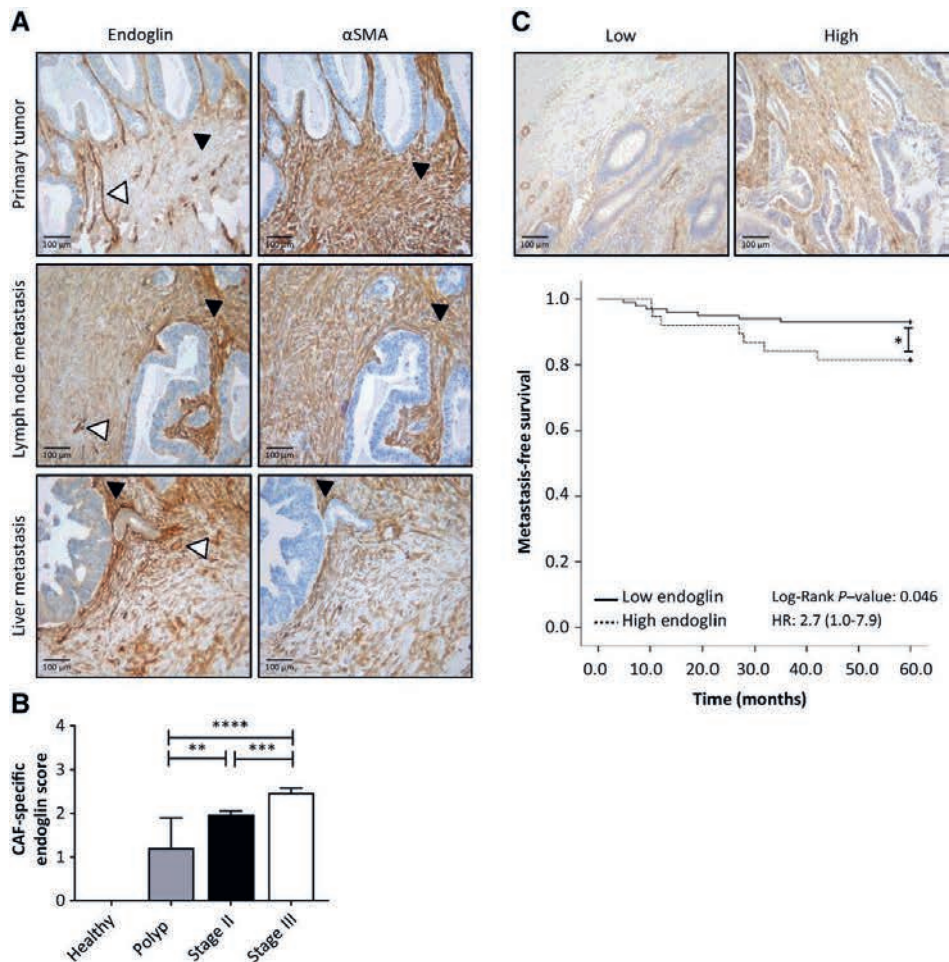 A
Endoglin
αSMA
Primary tumor
100 μm
100 μm
Lymph node metastasis
100 μm
100 μm
Liver metastasis
100 μm
100 μm
B
CAF-specific
endoglin score
4
3
2
1
0
****
**
***
Healthy
Polyp
Stage II
Stage III
C
Low
High
100 μm
100 μm
Metastasis-free survival
1.0
0.8
0.6
0.4
0.2
0.0
*
Low endoglin
High endoglin
Log-Rank P–value: 0.046
HR: 2.7 (1.0-7.9)
0.0 10.0 20.0 30.0 40.0 50.0 60.0
Time (months)